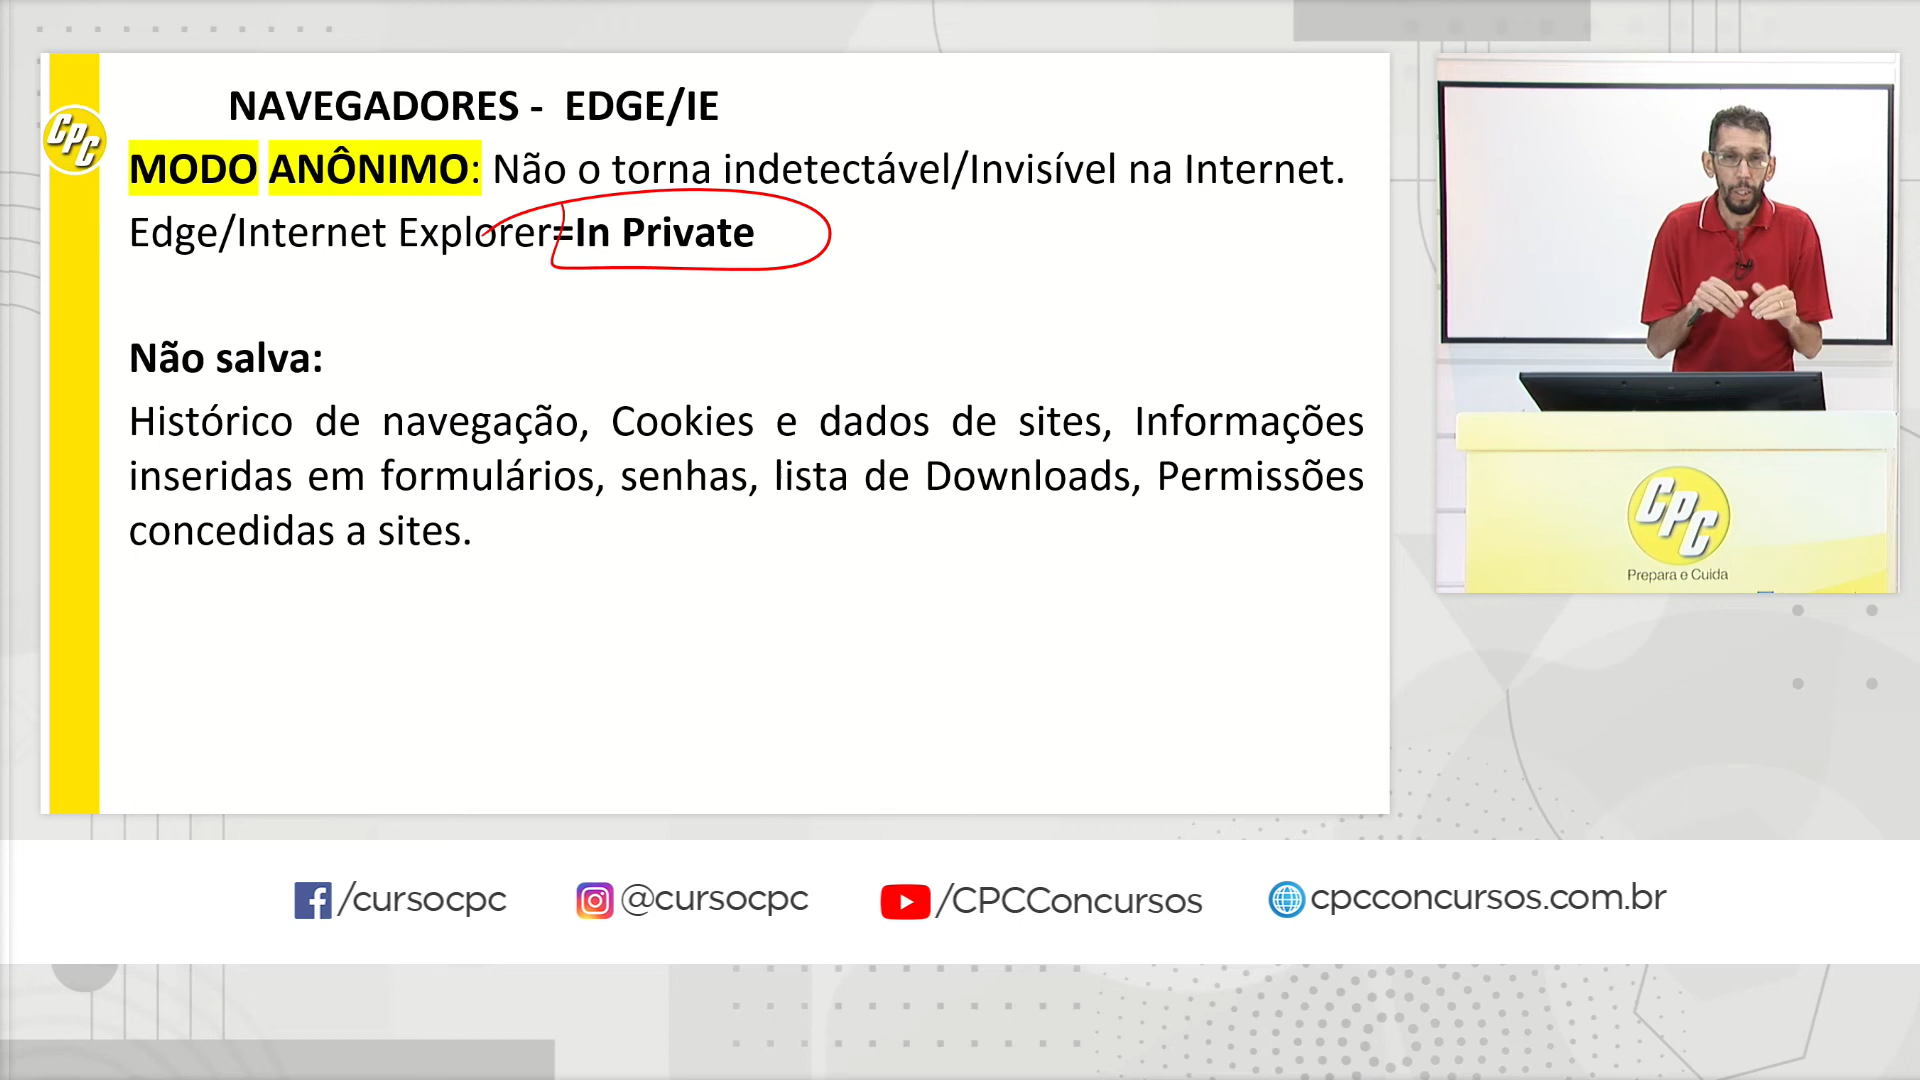 NAVEGADORES - EDGE/IE
MODO ANÔNIMO: Não o torna indetectável/Invisível na Internet.
Edge/Internet Explorer=In Private
Não salva:
Histórico de navegação, Cookies e dados de sites, Informações
inseridas em formulários, senhas, lista de Downloads, Permissões
concedidas a sites.
CPC
CPC
Prepara e Cuida
/cursocpc
@cursocpc
/CPCConcursos
cpcconcursos.com.br